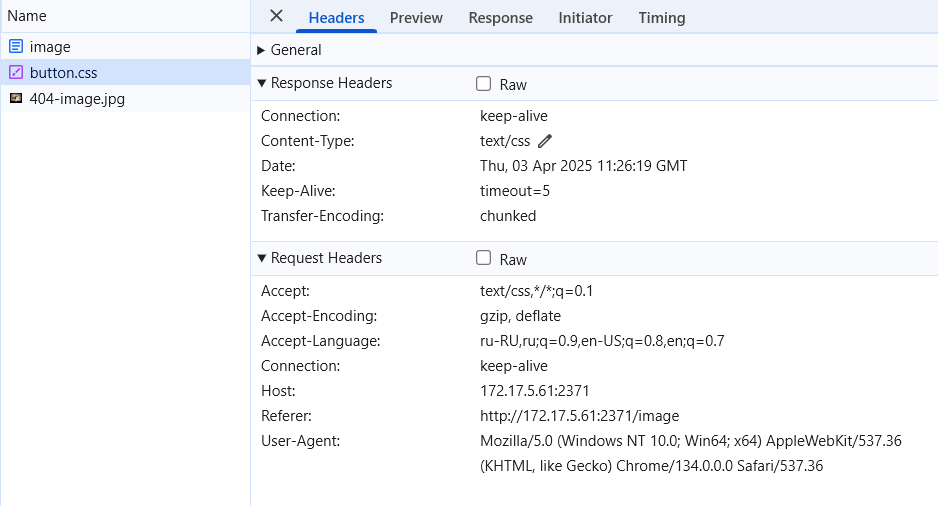 Name
image
button.css
404-image.jpg
Headers Preview Response Initiator Timing
General
Response Headers Raw
Connection: keep-alive
Content-Type: text/css
Date: Thu, 03 Apr 2025 11:26:19 GMT
Keep-Alive: timeout=5
Transfer-Encoding: chunked
Request Headers Raw
Accept: text/css,*/*;q=0.1
Accept-Encoding: gzip, deflate
Accept-Language: ru-RU,ru;q=0.9,en-US;q=0.8,en;q=0.7
Connection: keep-alive
Host: 172.17.5.61:2371
Referer: http://172.17.5.61:2371/image
User-Agent: Mozilla/5.0 (Windows NT 10.0; Win64; x64) AppleWebKit/537.36
(KHTML, like Gecko) Chrome/134.0.0.0 Safari/537.36